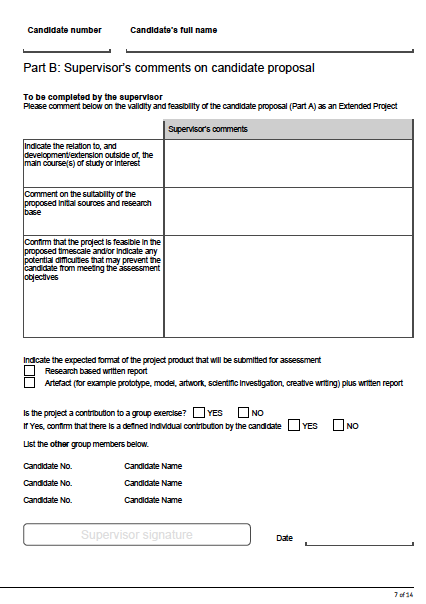 Candidate number Candidate's full name
Part B: Supervisor's comments on candidate proposal
To be completed by the supervisor
Please comment below on the validity and feasibility of the candidate proposal (Part A) as an Extended Project
Supervisor's comments
Indicate the relation to, and
development/extension outside of, the
main course(s) of study or interest
Comment on the suitability of the
proposed initial sources and research
base
Confirm that the project is feasible in the
proposed timescale and/or indicate any
potential difficulties that may prevent the
candidate from meeting the assessment
objectives
Indicate the expected format of the project product that will be submitted for assessment
Research based written report
Artefact (for example prototype, model, artwork, scientific investigation, creative writing) plus written report
Is the project a contribution to a group exercise? YES NO
If Yes, confirm that there is a defined individual contribution by the candidate YES NO
List the other group members below.
Candidate No. Candidate Name
Candidate No. Candidate Name
Candidate No. Candidate Name
Supervisor signature Date
7 of 14